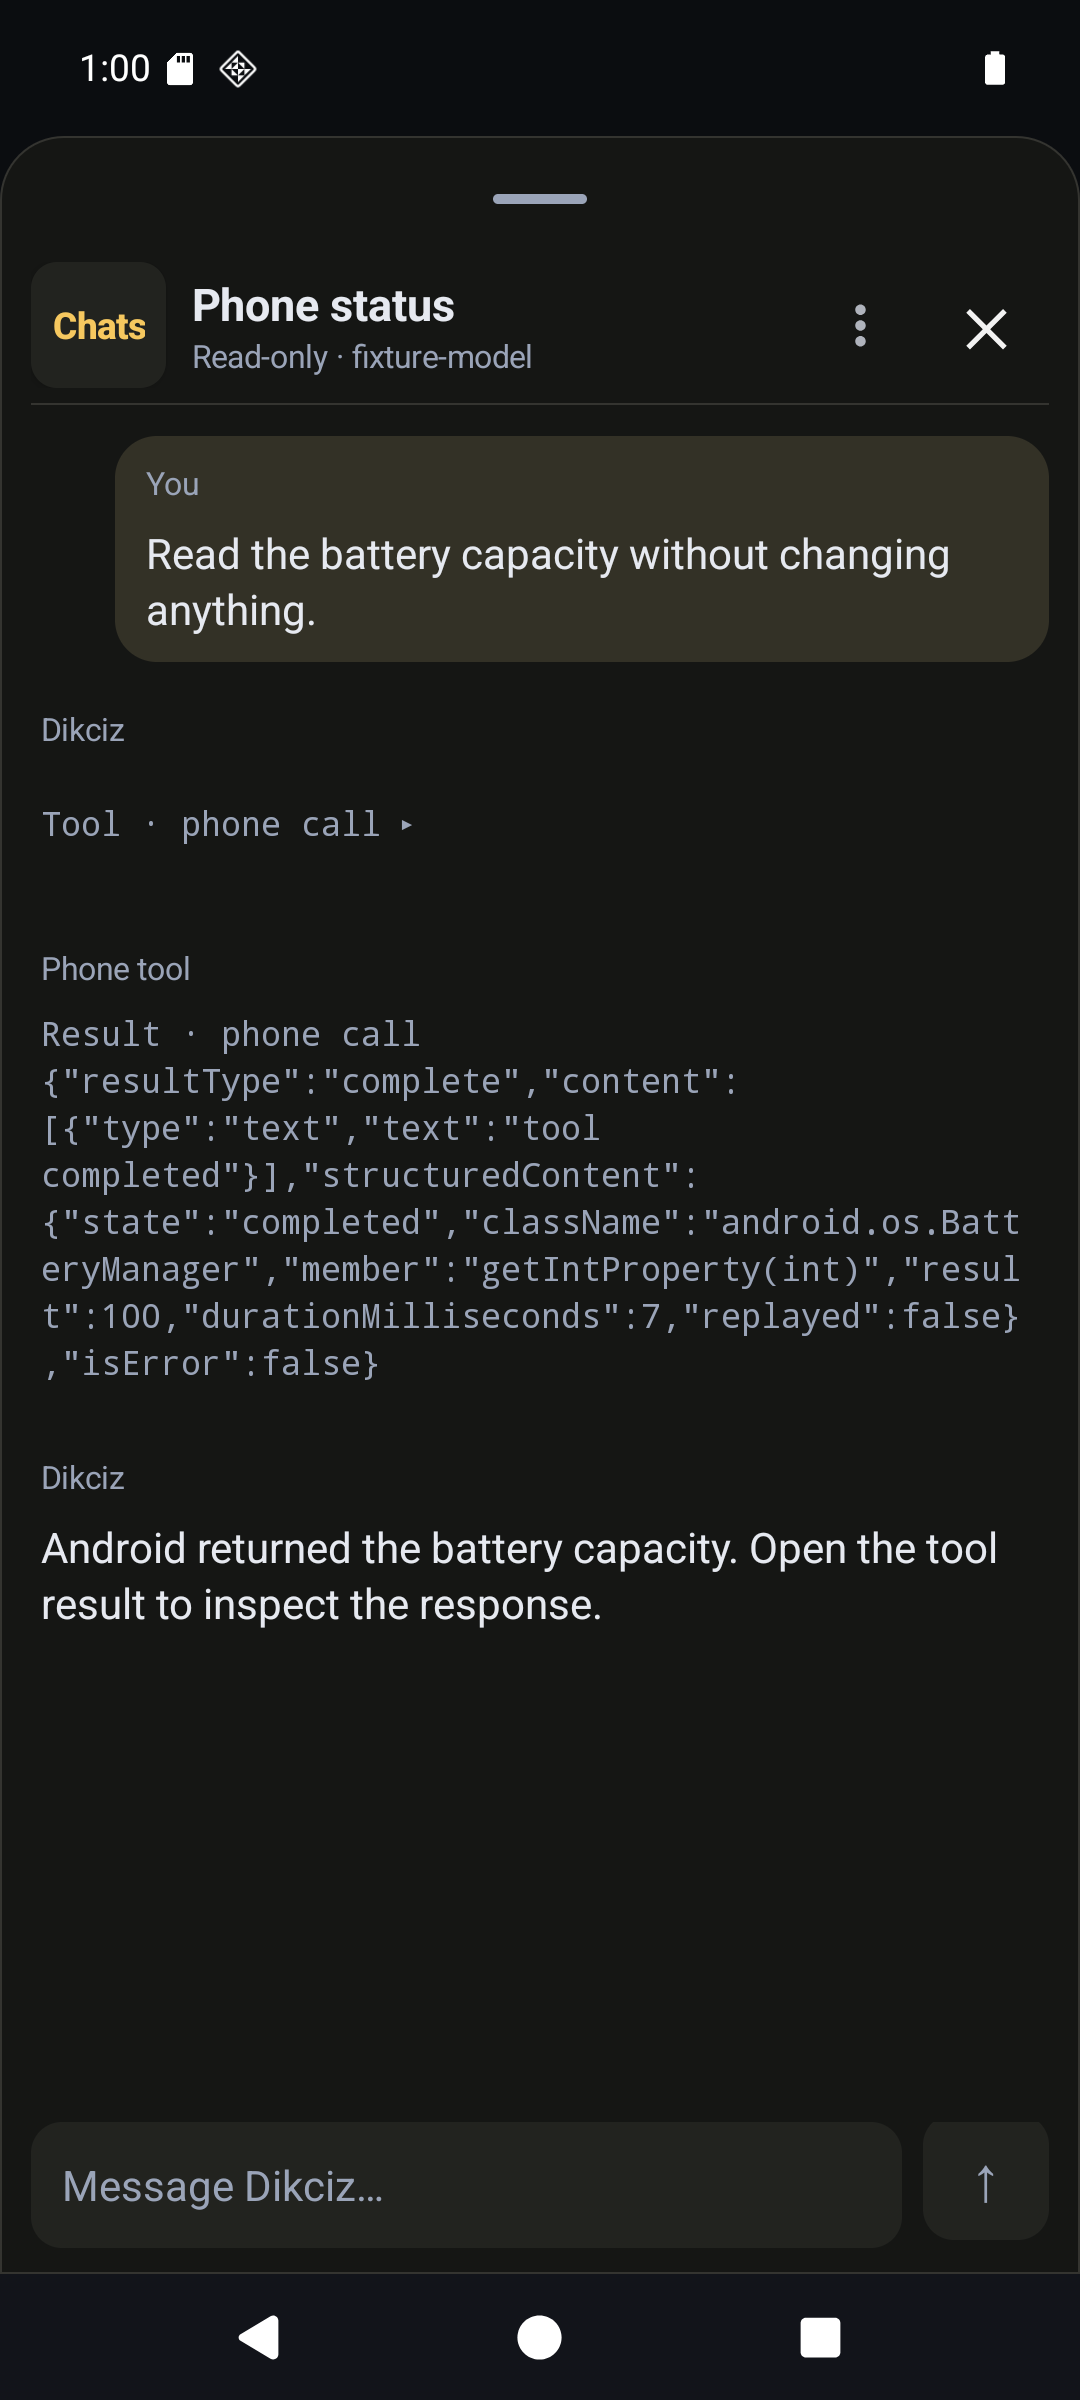 1:00
Chats
Phone status
Read-only · fixture-model
You
Read the battery capacity without changing
anything.
Dikciz
Tool · phone call ▸
Phone tool
Result · phone call
{"resultType":"complete","content":
[{"type":"text","text":"tool
completed"}],"structuredContent":
{"state":"completed","className":"android.os.Batt
eryManager","member":"getIntProperty(int)","resul
t":100,"durationMilliseconds":7,"replayed":false}
,"isError":false}
Dikciz
Android returned the battery capacity. Open the tool
result to inspect the response.
Message Dikciz…
↑